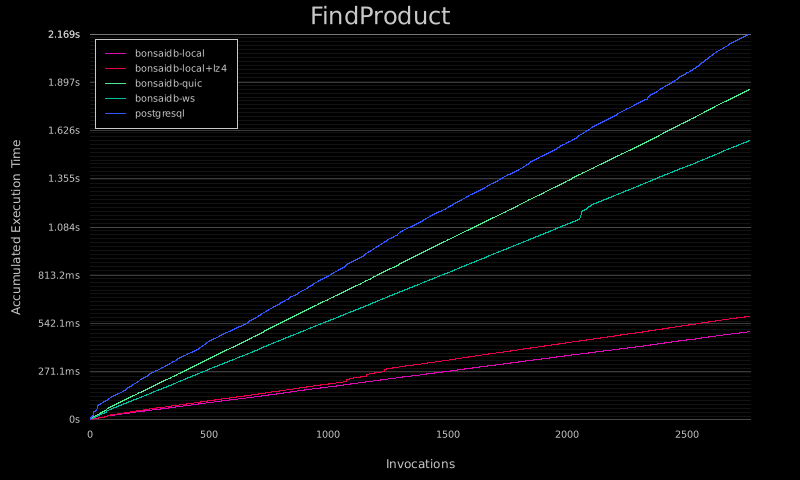 FindProduct
2.169s
bonsaidb-local
bonsaidb-local+lz4
bonsaidb-quic
bonsaidb-ws
postgresql
1.897s
1.626s
1.355s
1.084s
813.2ms
542.1ms
271.1ms
0s
Accumulated Execution Time
0
500
1000
1500
2000
2500
Invocations